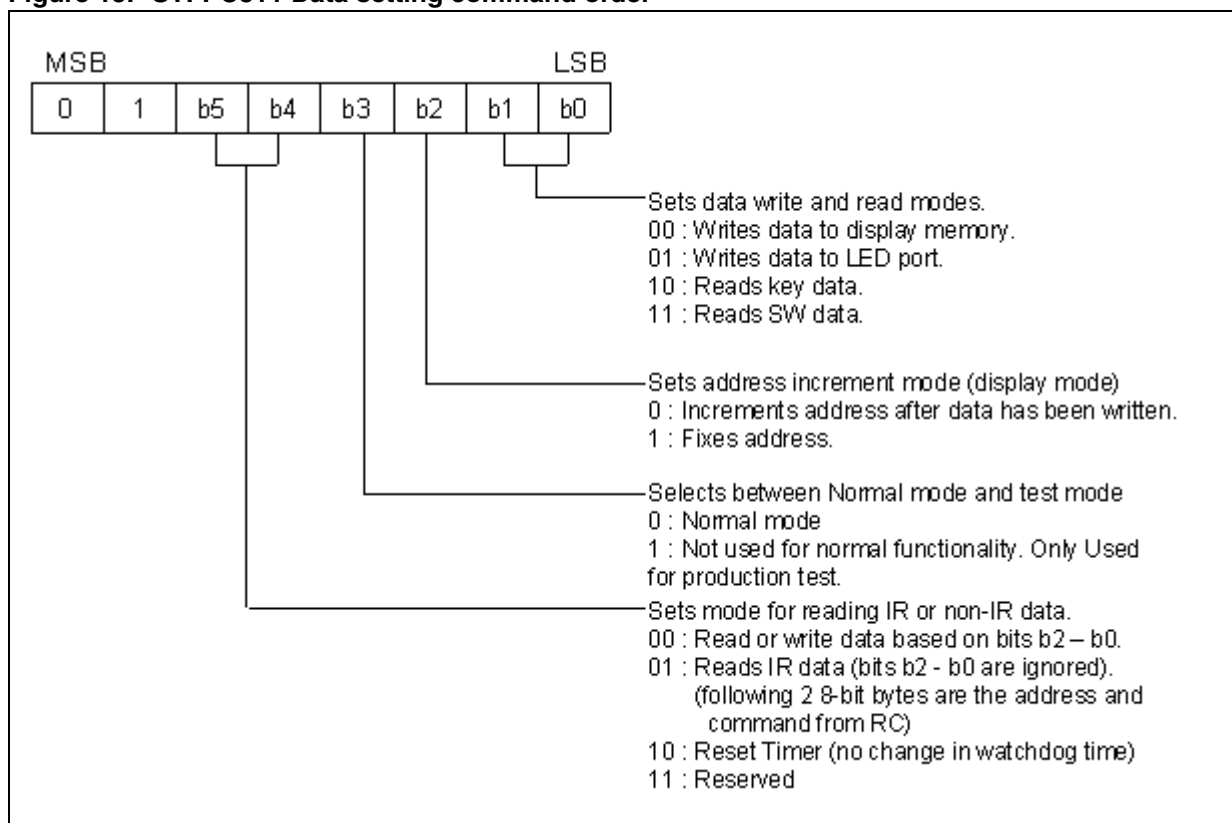 MSB LSB
0 1 b5 b4 b3 b2 b1 b0
Sets data write and read modes.
00 : Writes data to display memory.
01 : Writes data to LED port.
10 : Reads key data.
11 : Reads SW data.
Sets address increment mode (display mode)
0 : Increments address after data has been written.
1 : Fixes address.
Selects between Normal mode and test mode
0 : Normal mode
1 : Not used for normal functionality. Only Used
for production test.
Sets mode for reading IR or non-IR data.
00 : Read or write data based on bits b2 – b0.
01 : Reads IR data (bits b2 - b0 are ignored).
(following 2 8-bit bytes are the address and
command from RC)
10 : Reset Timer (no change in watchdog time)
11 : Reserved